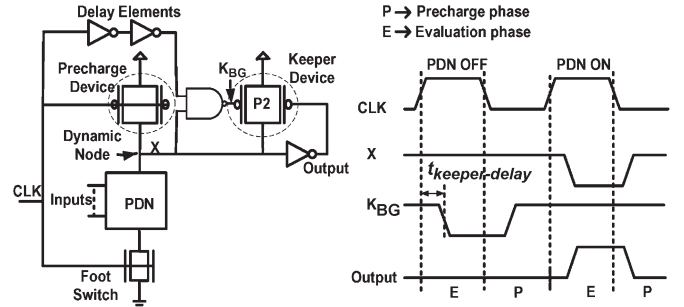 Delay Elements
Precharge
Device
K_BG
Keeper
Device
P2
Dynamic
Node
X
Output
CLK
Inputs
PDN
Foot
Switch
P → Precharge phase
E → Evaluation phase
PDN OFF PDN ON
CLK
X
t_keeper-delay
K_BG
Output
E P E P